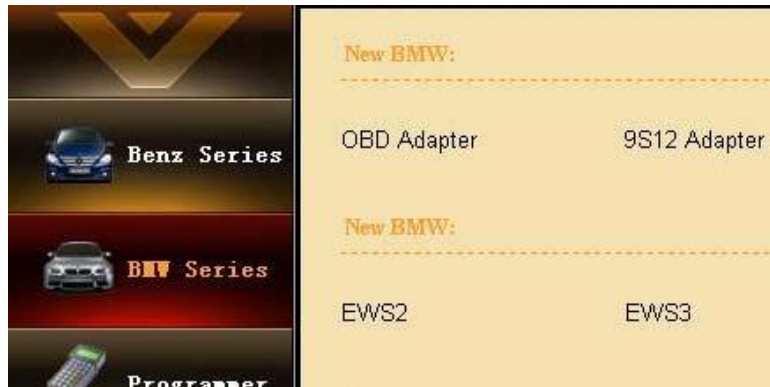 Benz Series
BMW Series
Programmer
New BMW:
OBD Adapter
9S12 Adapter
New BMW:
EWS2
EWS3